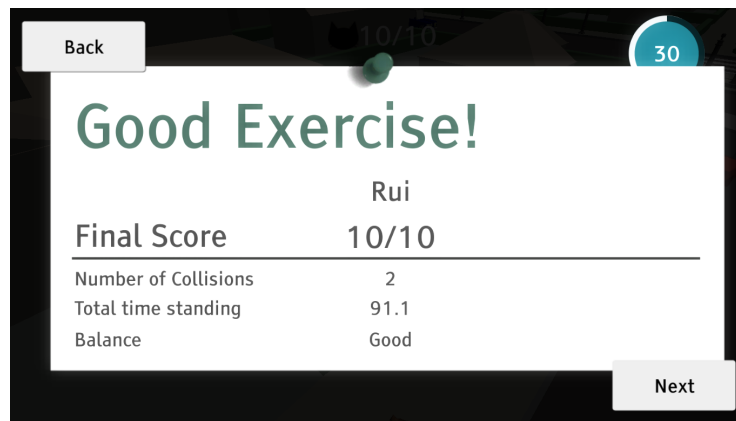 Back
10/10
30
Good Exercise!
Rui
Final Score 10/10
Number of Collisions 2
Total time standing 91.1
Balance Good
Next